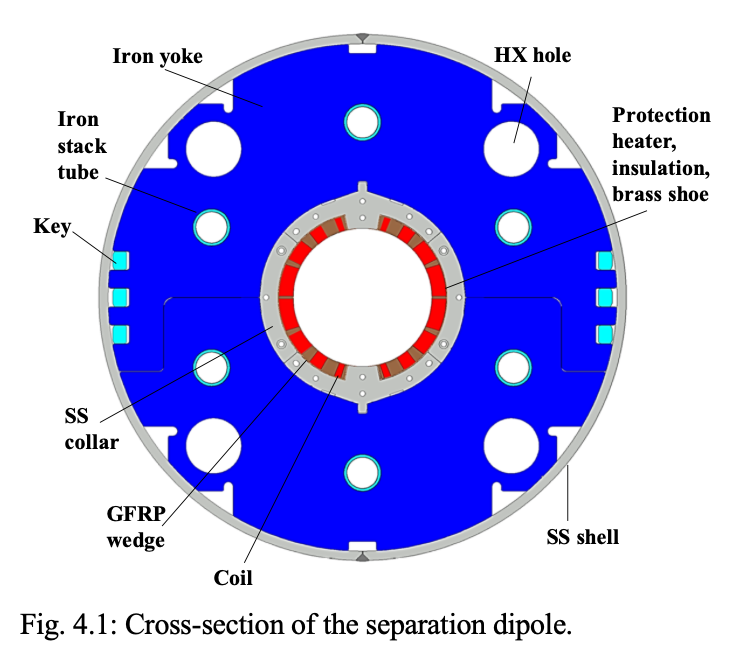 Iron yoke
HX hole
Iron
stack
tube
Protection
heater,
insulation,
brass shoe
Key
SS
collar
GFRP
wedge
Coil
SS shell
Fig. 4.1: Cross-section of the separation dipole.